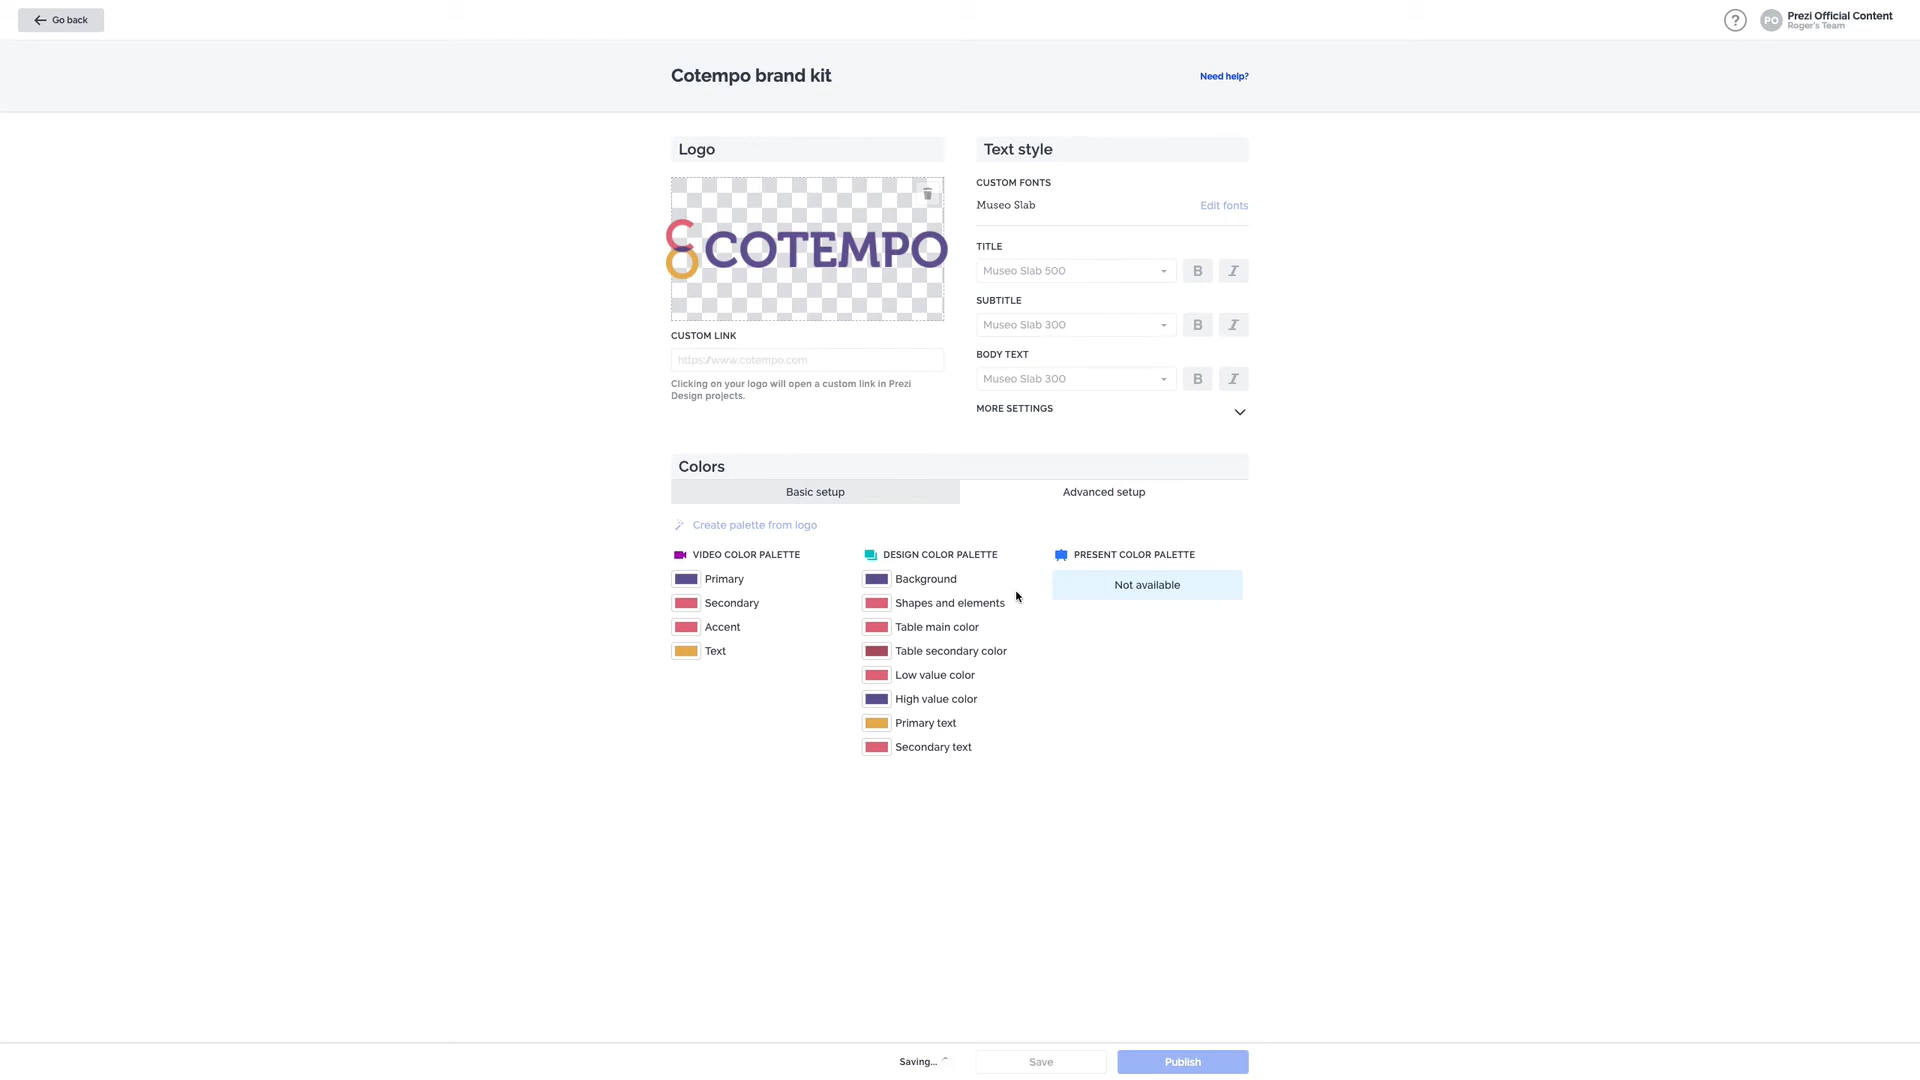 Go back
?
PO
Prezi Official Content
Roger's Team
Cotempo brand kit
Need help?
Logo
COTEMPO
CUSTOM LINK
https://www.cotempo.com
Clicking on your logo will open a custom link in Prezi
Design projects.
Text style
CUSTOM FONTS
Museo Slab
Edit fonts
TITLE
Museo Slab 500
B
I
SUBTITLE
Museo Slab 300
B
I
BODY TEXT
Museo Slab 300
B
I
MORE SETTINGS
Colors
Basic setup
Advanced setup
Create palette from logo
VIDEO COLOR PALETTE
Primary
Secondary
Accent
Text
DESIGN COLOR PALETTE
Background
Shapes and elements
Table main color
Table secondary color
Low value color
High value color
Primary text
Secondary text
PRESENT COLOR PALETTE
Not available
Saving...
Save
Publish